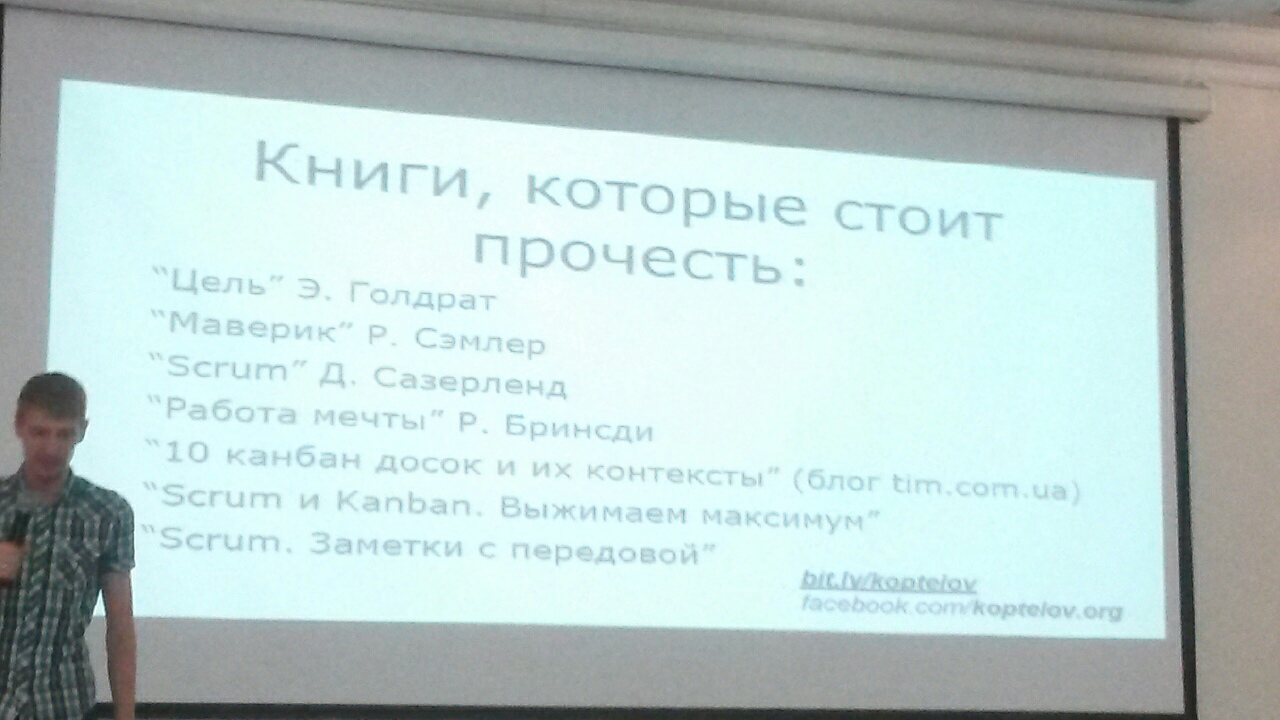 Книги, которые стоит
прочесть:
“Цель” Э. Голдрат
“Маверик” Р. Сэмлер
“Scrum” Д. Сазерленд
“Работа мечты” Р. Бринсди
“10 канбан досок и их контексты” (блог tim.com.ua)
“Scrum и Kanban. Выжимаем максимум”
“Scrum. Заметки с передовой”
bit.ly/koptelov
facebook.com/koptelov.org